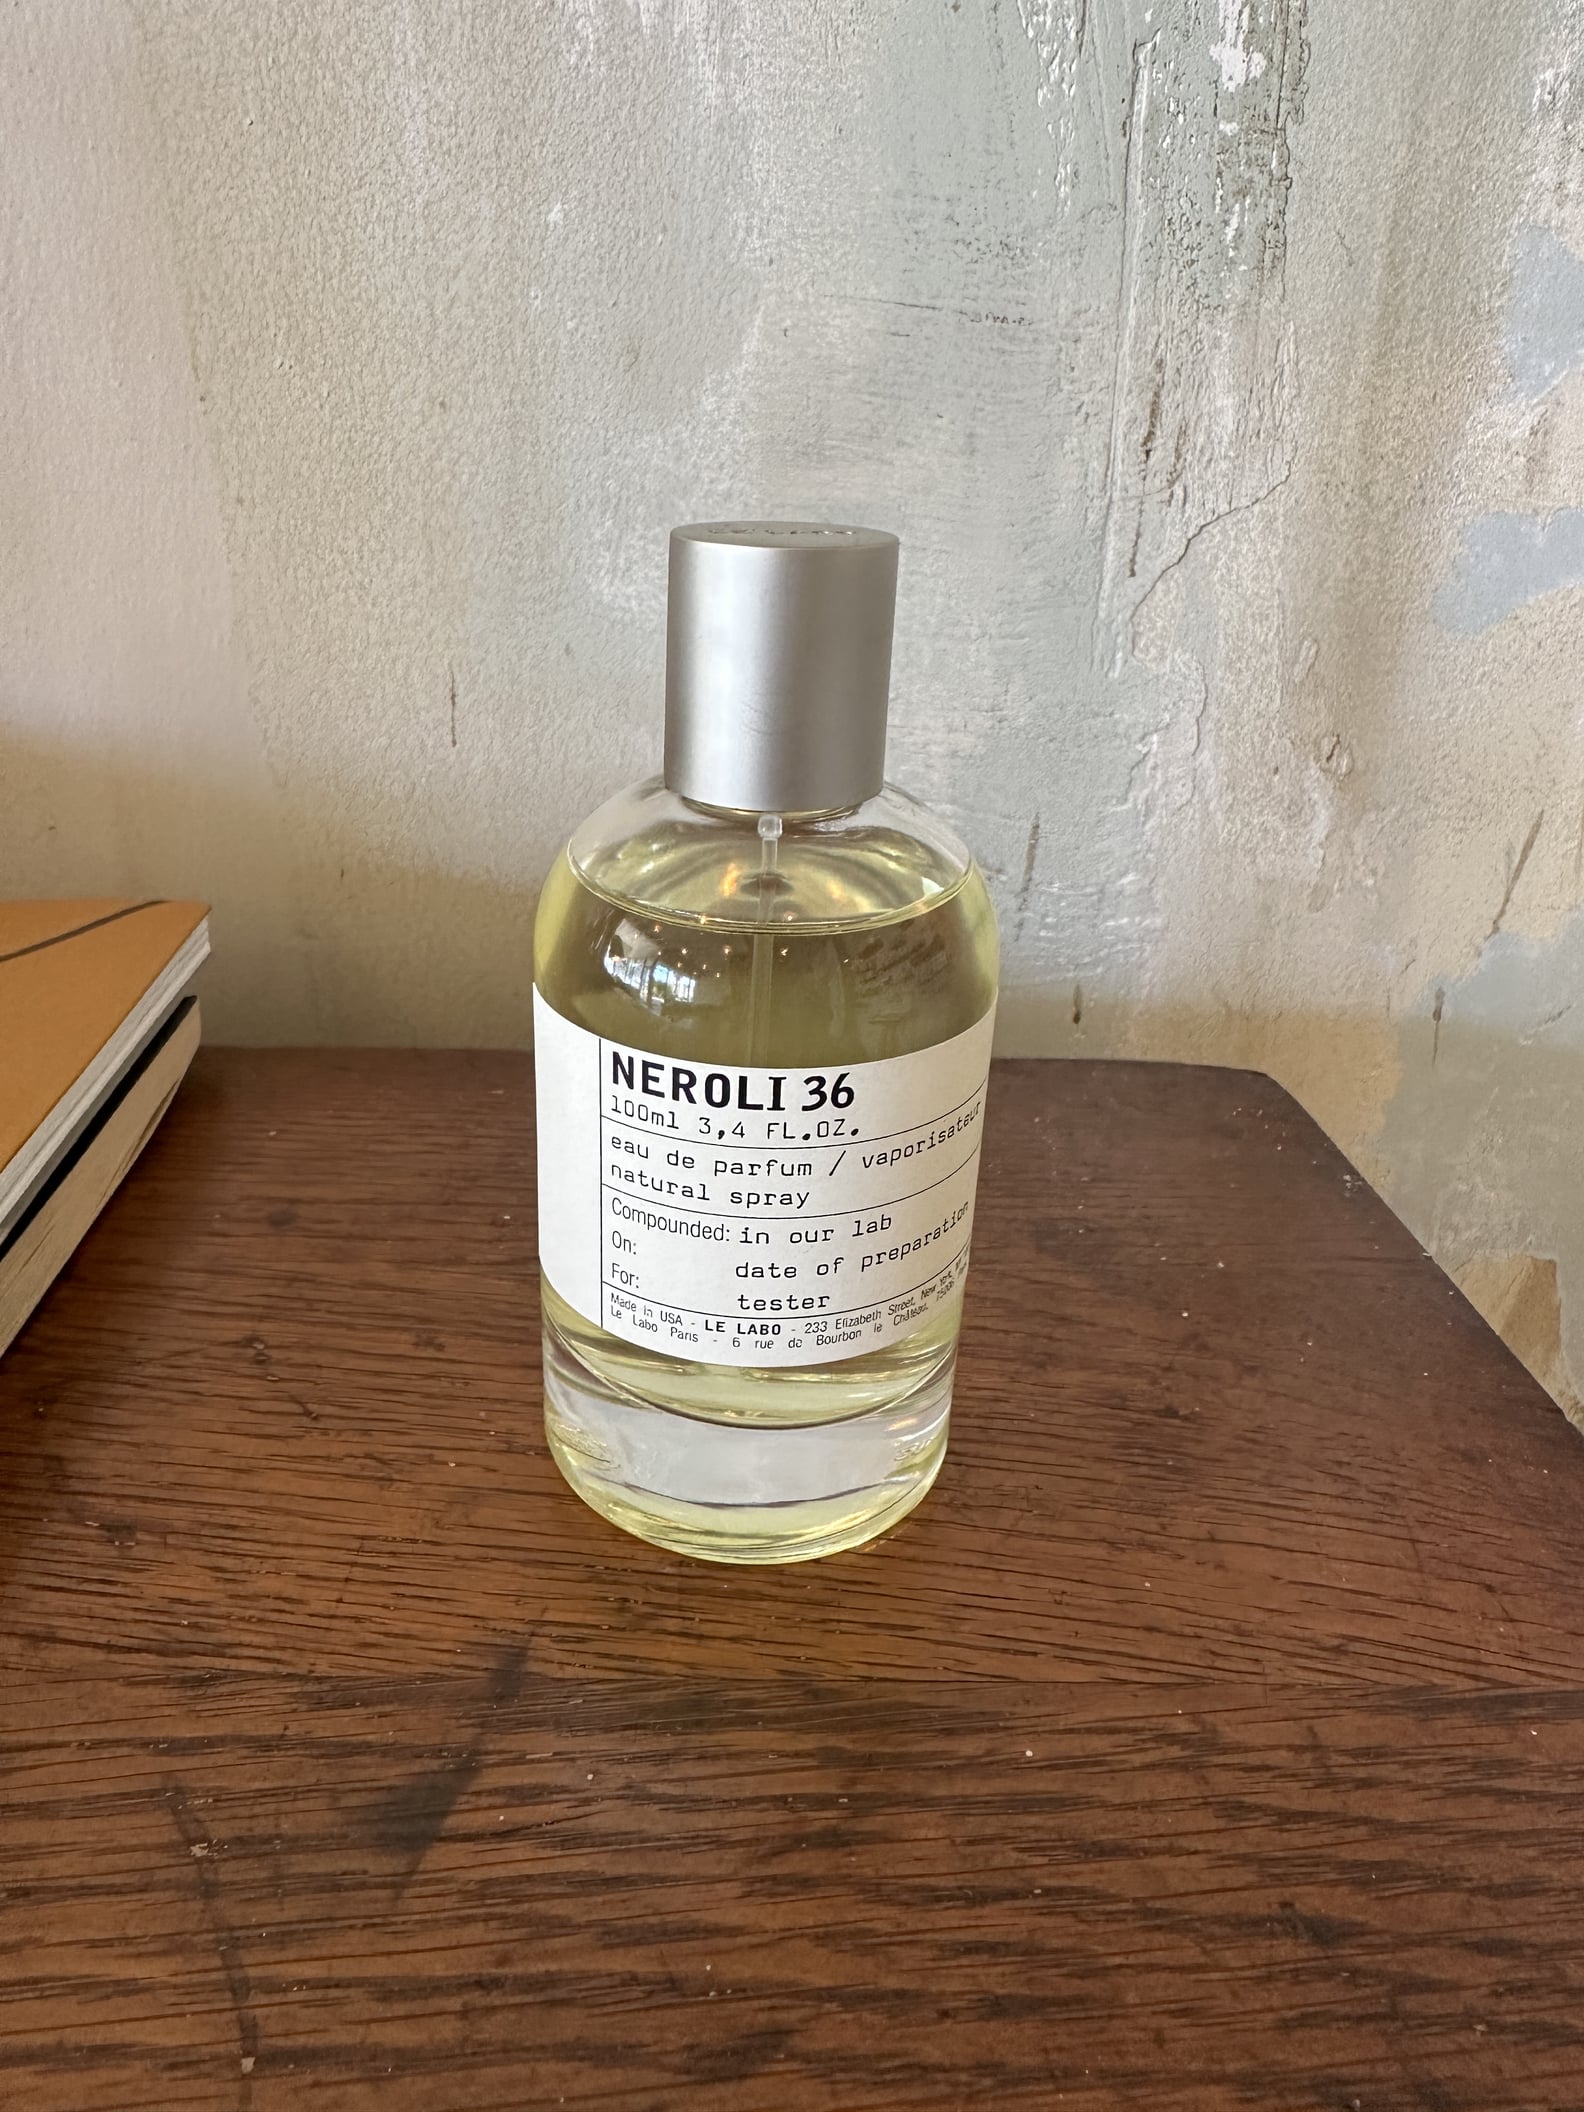 NEROLI 36
100ml 3,4 FL.OZ.
eau de parfum / vaporisateur
natural spray
Compounded: in our lab
On: date of preparation
For: tester
Made in USA - LE LABO - 233 Elizabeth Street, New York,
Le Labo Paris - 6 rue de Bourbon le Château, 75006